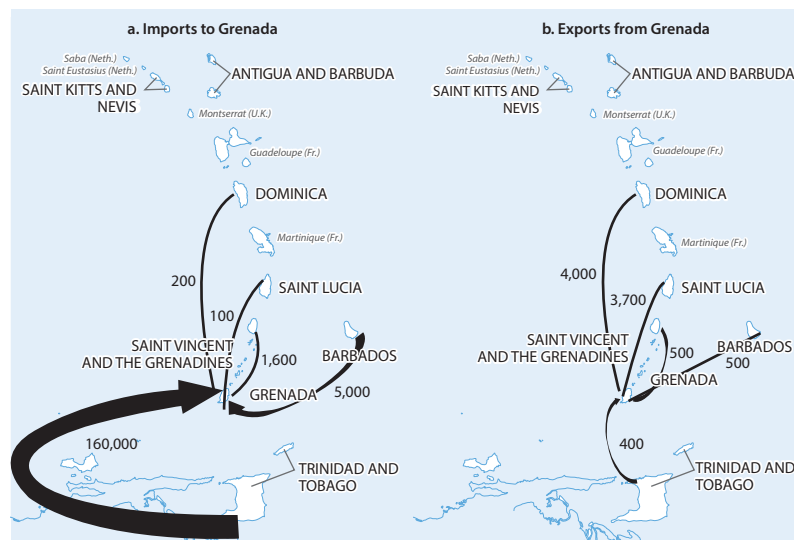 a. Imports to Grenada
Saba (Neth.)
Saint Eustasius (Neth.)
SAINT KITTS AND
NEVIS
ANTIGUA AND BARBUDA
Montserrat (U.K.)
Guadeloupe (Fr.)
DOMINICA
Martinique (Fr.)
200
SAINT LUCIA
100
SAINT VINCENT
AND THE GRENADINES
1,600
BARBADOS
GRENADA
5,000
160,000
TRINIDAD AND
TOBAGO
b. Exports from Grenada
Saba (Neth.)
Saint Eustasius (Neth.)
SAINT KITTS AND
NEVIS
ANTIGUA AND BARBUDA
Montserrat (U.K.)
Guadeloupe (Fr.)
DOMINICA
Martinique (Fr.)
4,000
SAINT LUCIA
3,700
SAINT VINCENT
AND THE GRENADINES
500
BARBADOS
500
GRENADA
400
TRINIDAD AND
TOBAGO